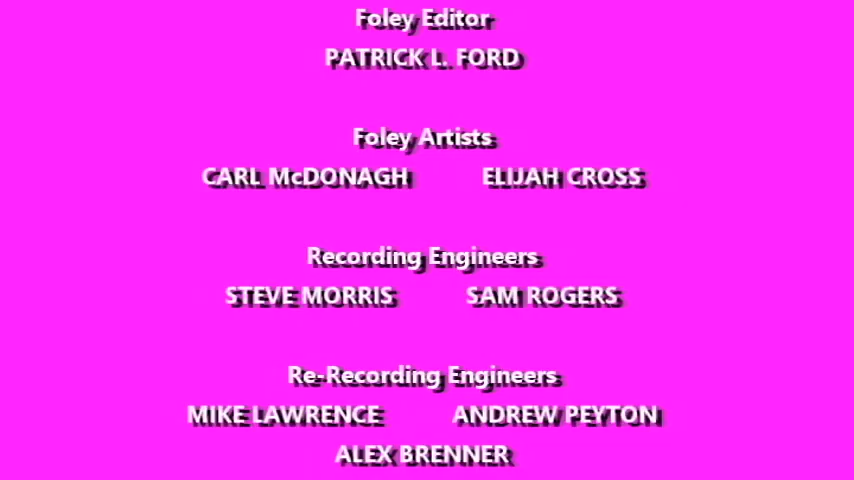 Foley Editor
PATRICK L. FORD
Foley Artists
CARL McDONAGH ELIJAH CROSS
Recording Engineers
STEVE MORRIS SAM ROGERS
Re-Recording Engineers
MIKE LAWRENCE ANDREW PEYTON
ALEX BRENNER